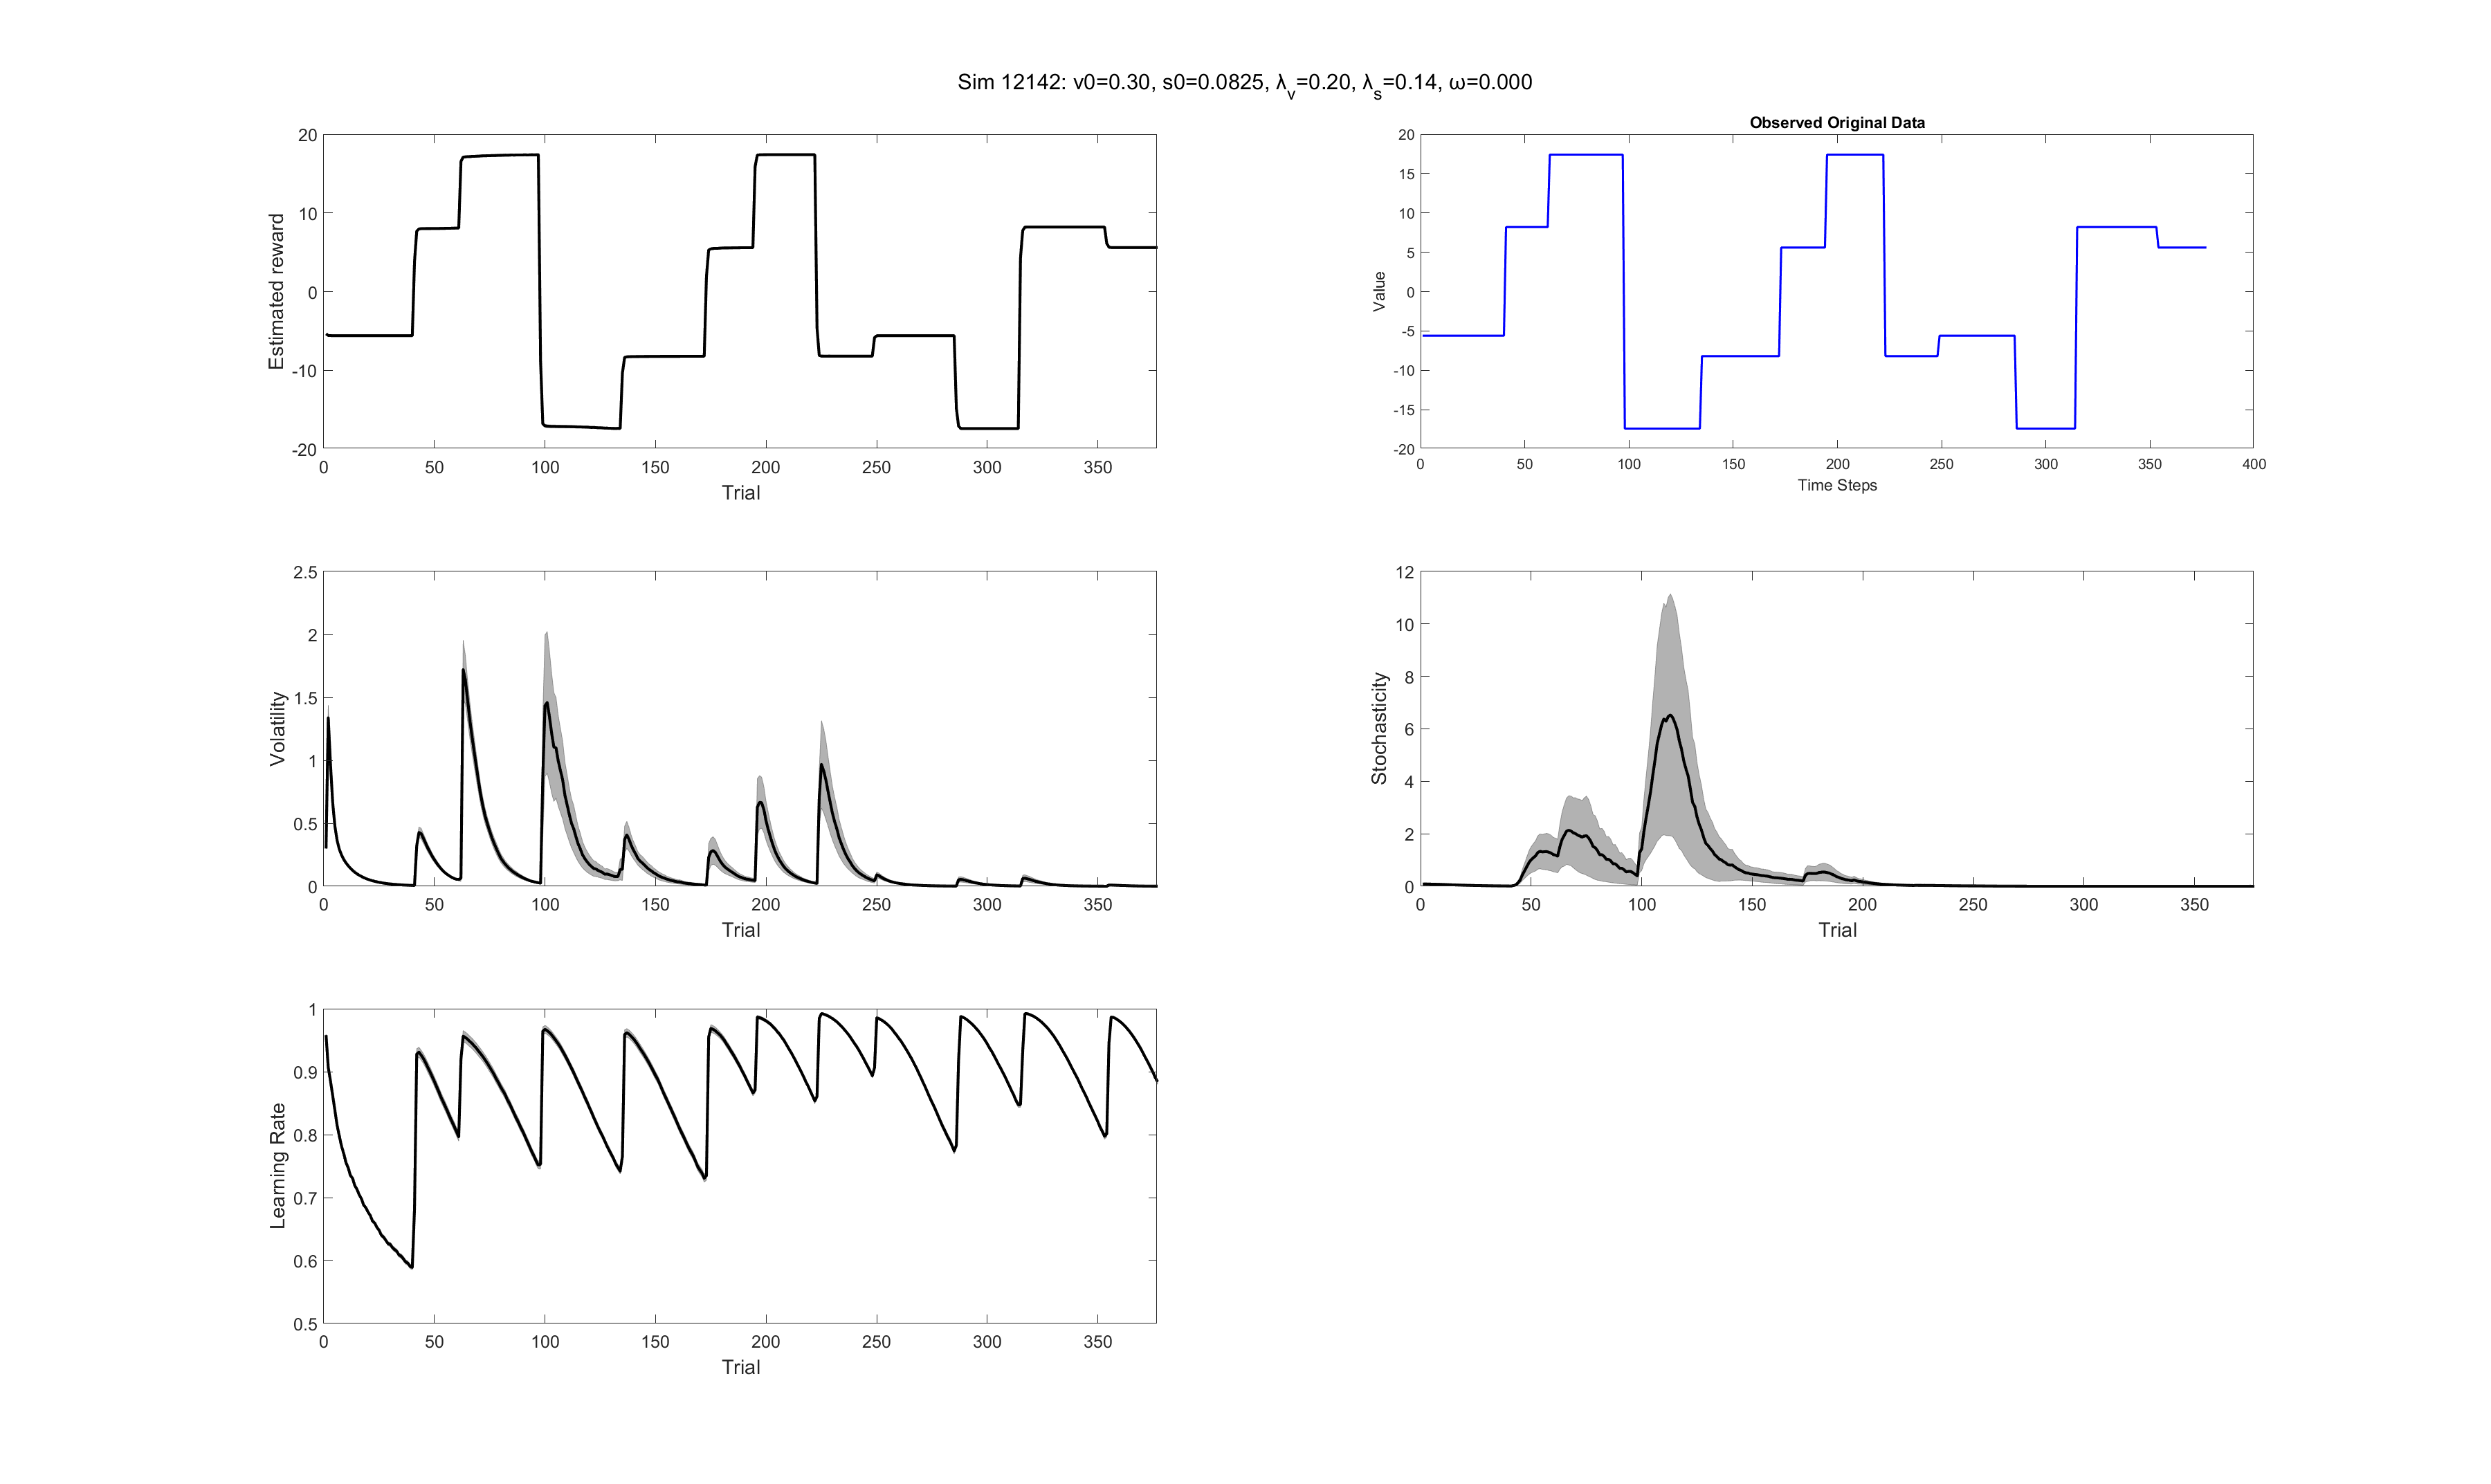 Sim 12142: v0=0.30, s0=0.0825, λv=0.20, λs=0.14, ω=0.000
Estimated reward
20
10
0
-10
-20
0 50 100 150 200 250 300 350
Trial
Observed Original Data
Value
20
15
10
5
0
-5
-10
-15
-20
0 50 100 150 200 250 300 350 400
Time Steps
Volatility
2.5
2
1.5
1
0.5
0
0 50 100 150 200 250 300 350
Trial
Stochasticity
12
10
8
6
4
2
0
0 50 100 150 200 250 300 350
Trial
Learning Rate
1
0.9
0.8
0.7
0.6
0.5
0 50 100 150 200 250 300 350
Trial